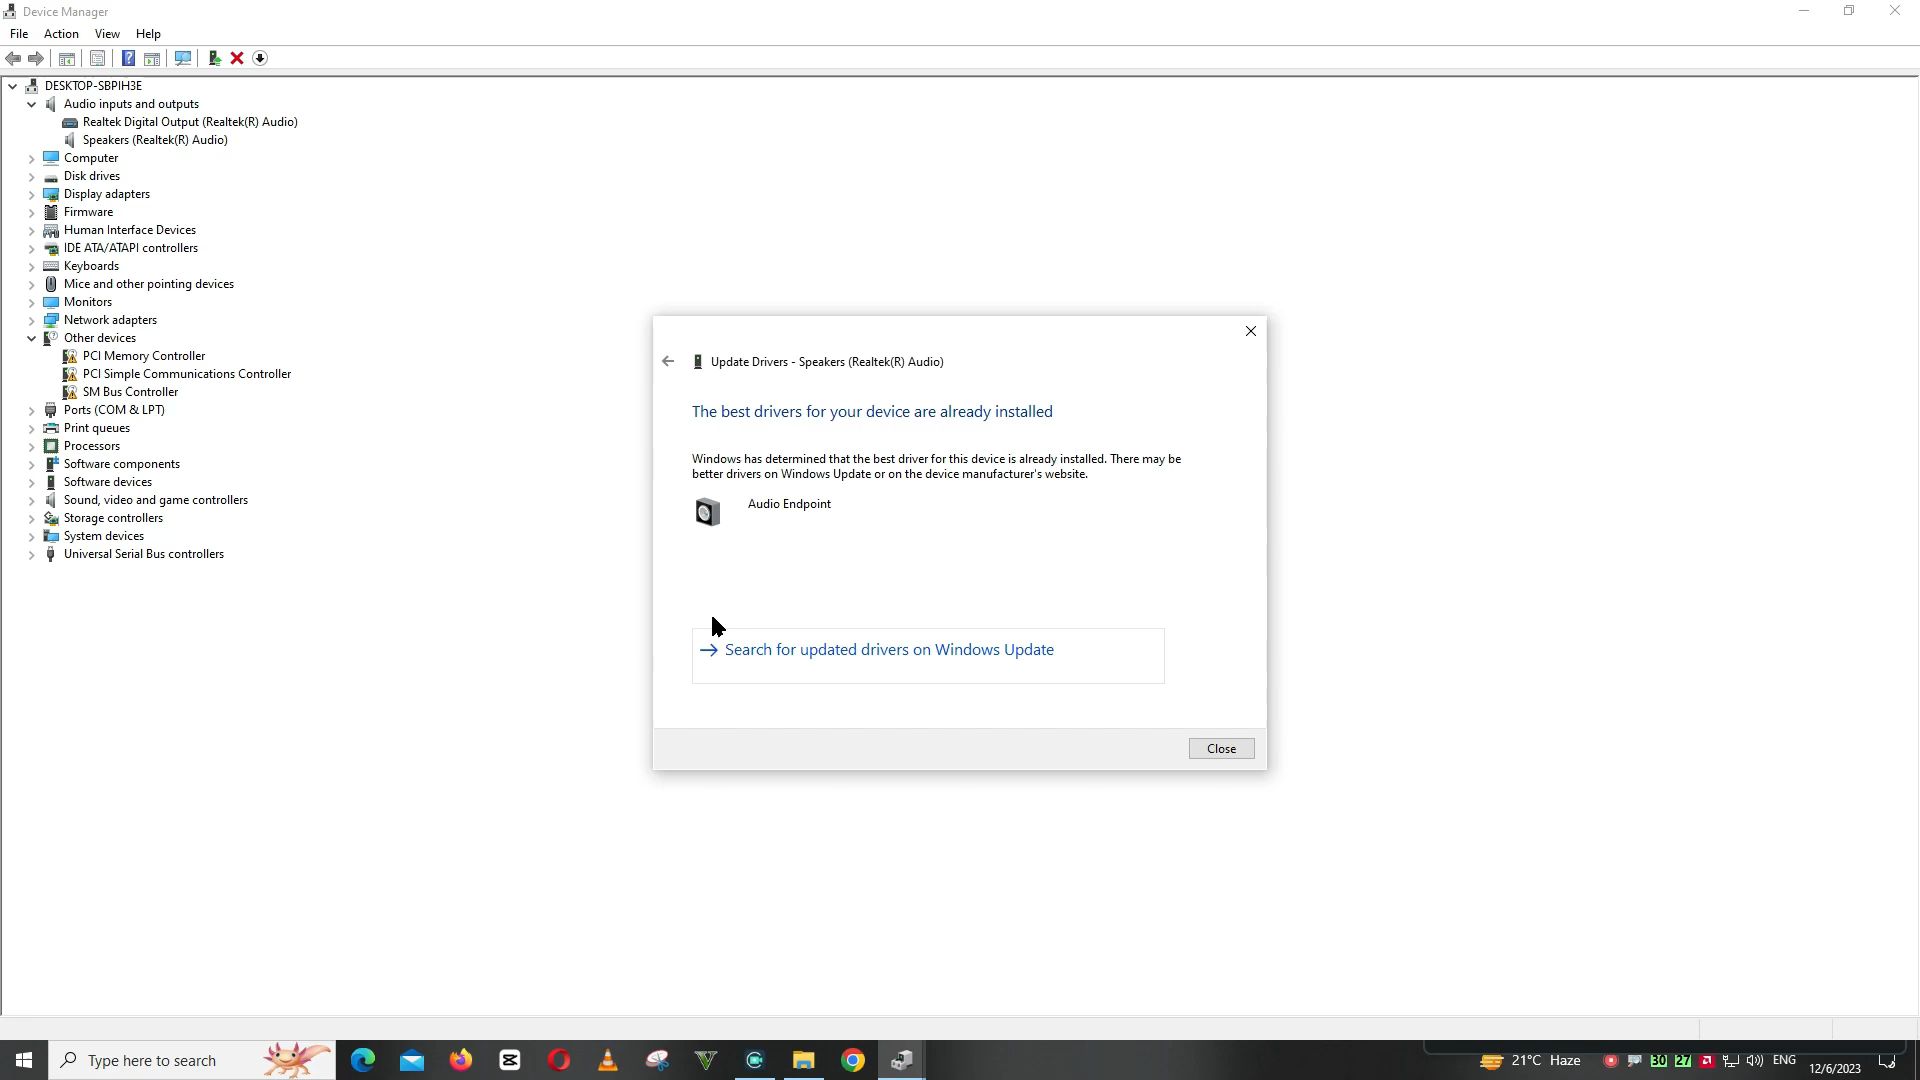 Device Manager
File Action View Help
DESKTOP-SBPIH3E
Audio inputs and outputs
Realtek Digital Output (Realtek(R) Audio)
Speakers (Realtek(R) Audio)
Computer
Disk drives
Display adapters
Firmware
Human Interface Devices
IDE ATA/ATAPI controllers
Keyboards
Mice and other pointing devices
Monitors
Network adapters
Other devices
PCI Memory Controller
PCI Simple Communications Controller
SM Bus Controller
Ports (COM & LPT)
Print queues
Processors
Software components
Software devices
Sound, video and game controllers
Storage controllers
System devices
Universal Serial Bus controllers
Update Drivers - Speakers (Realtek(R) Audio)
The best drivers for your device are already installed
Windows has determined that the best driver for this device is already installed. There may be
better drivers on Windows Update or on the device manufacturer's website.
Audio Endpoint
Search for updated drivers on Windows Update
Close
Type here to search
21°C Haze
30 27
ENG
12/6/2023